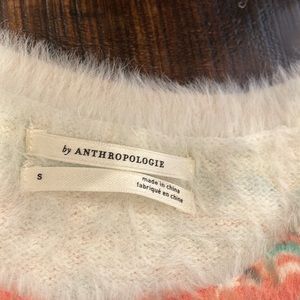 by ANTHROPOLOGIE
S
made in china
fabriqué en chine